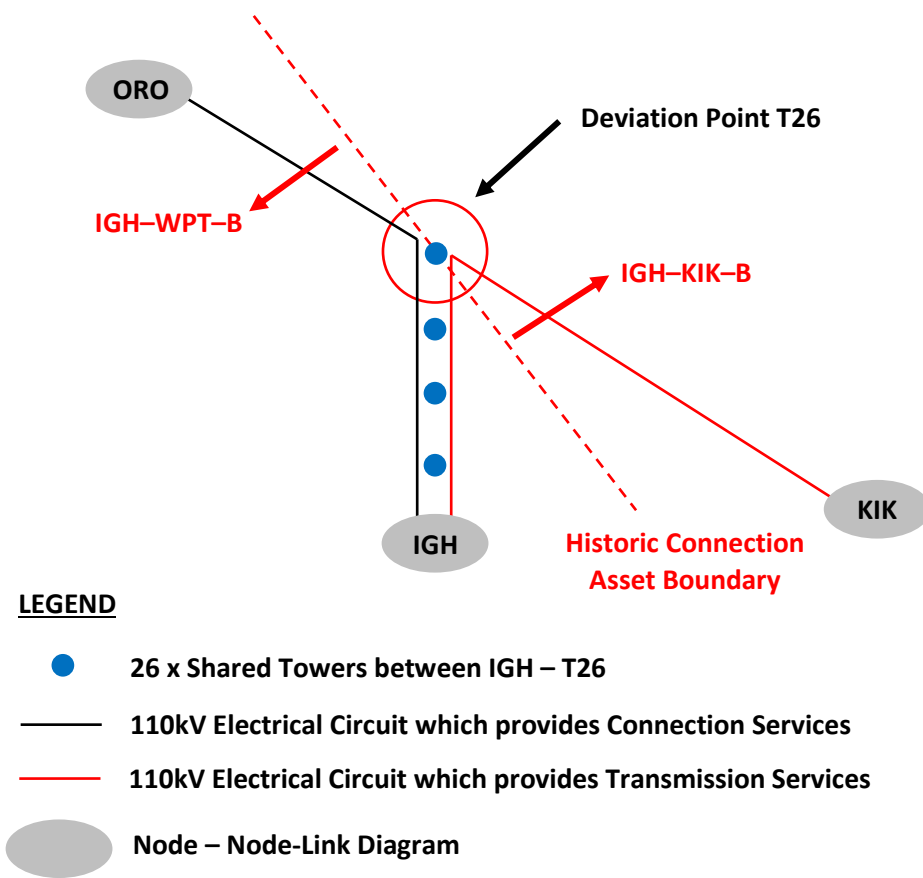 ORO
Deviation Point T26
IGH–WPT–B
IGH–KIK–B
KIK
IGH
Historic Connection
Asset Boundary
LEGEND
26 x Shared Towers between IGH – T26
110kV Electrical Circuit which provides Connection Services
110kV Electrical Circuit which provides Transmission Services
Node – Node-Link Diagram